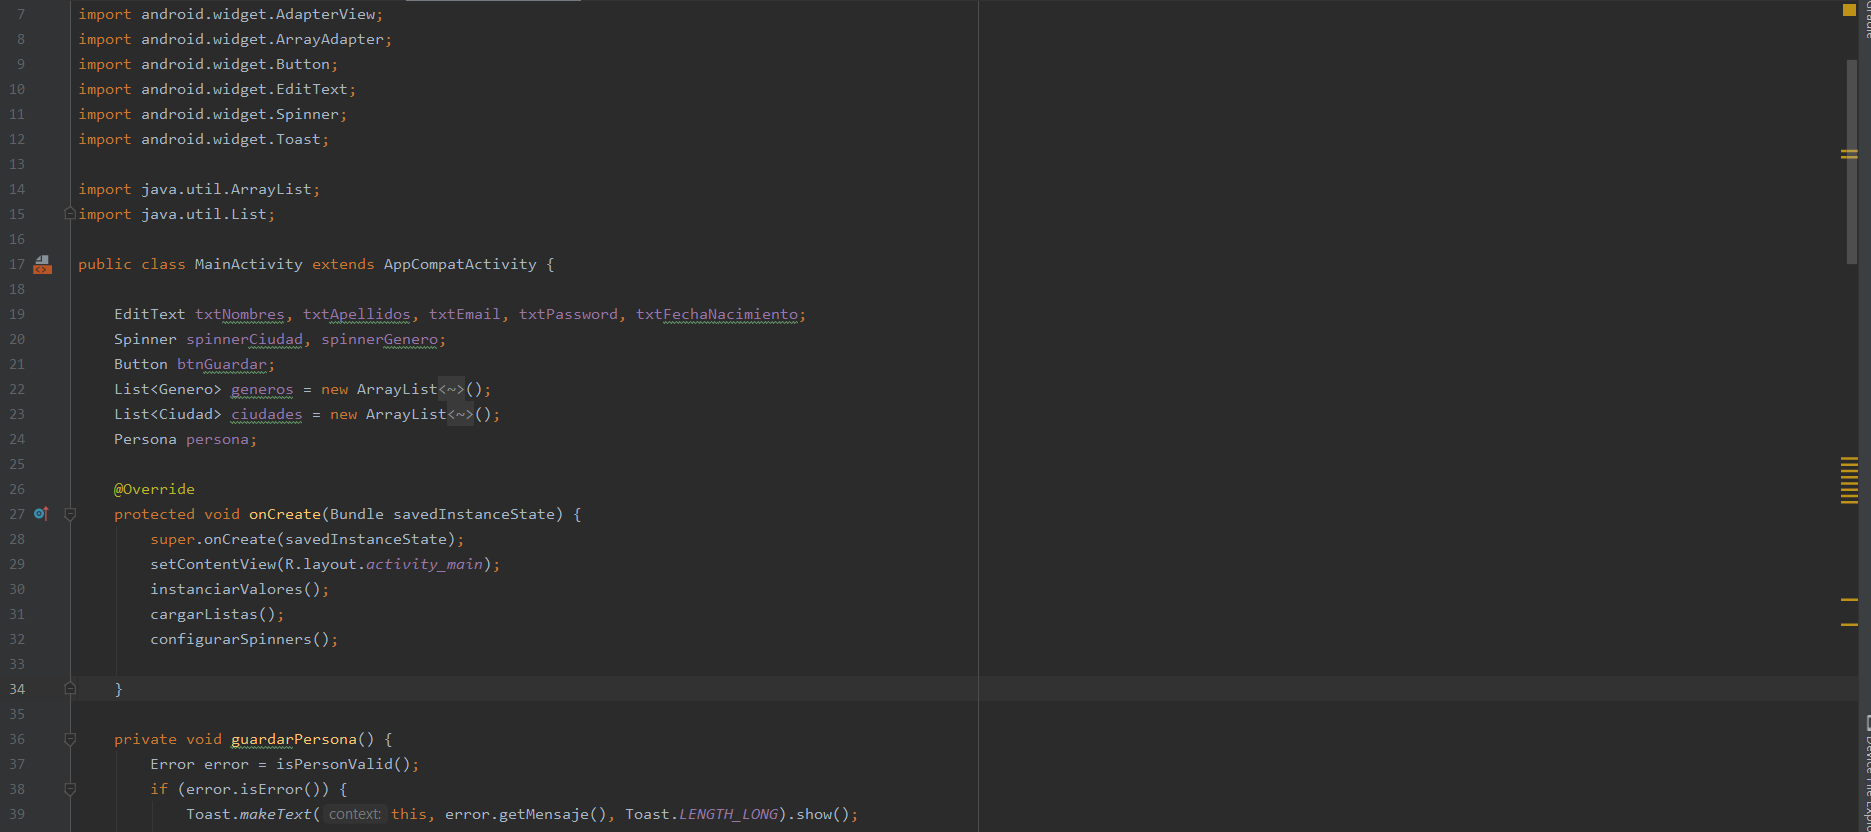 7 import android.widget.AdapterView;
8 import android.widget.ArrayAdapter;
9 import android.widget.Button;
10 import android.widget.EditText;
11 import android.widget.Spinner;
12 import android.widget.Toast;
13
14 import java.util.ArrayList;
15 import java.util.List;
16
17 public class MainActivity extends AppCompatActivity {
18
19 EditText txtNombres, txtApellidos, txtEmail, txtPassword, txtFechaNacimiento;
20 Spinner spinnerCiudad, spinnerGenero;
21 Button btnGuardar;
22 List<Genero> generos = new ArrayList<~>();
23 List<Ciudad> ciudades = new ArrayList<~>();
24 Persona persona;
25
26 @Override
27 protected void onCreate(Bundle savedInstanceState) {
28 super.onCreate(savedInstanceState);
29 setContentView(R.layout.activity_main);
30 instanciarValores();
31 cargarListas();
32 configurarSpinners();
33
34 }
35
36 private void guardarPersona() {
37 Error error = isPersonValid();
38 if (error.isError()) {
39 Toast.makeText( context: this, error.getMensaje(), Toast.LENGTH_LONG).show();